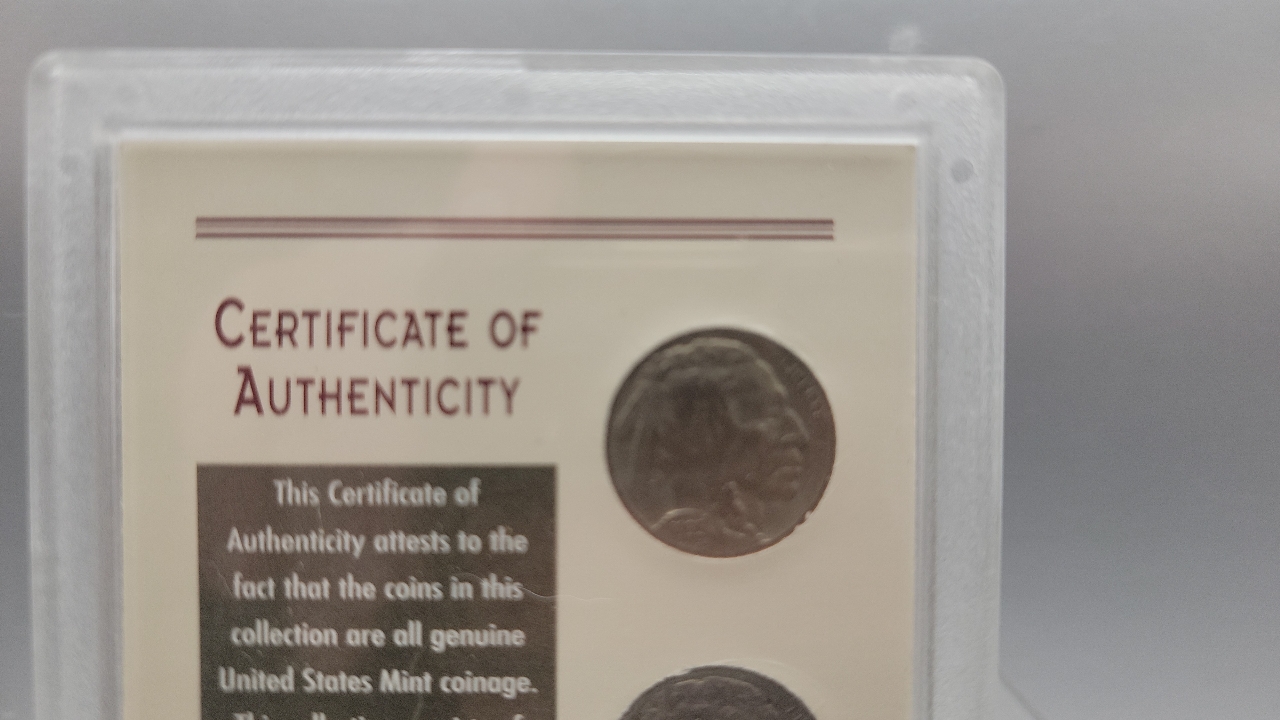 CERTIFICATE OF
AUTHENTICITY
This Certificate of
Authenticity attests to the
fact that the coins in this
collection are all genuine
United States Mint coinage.